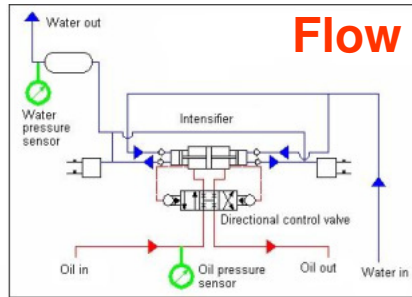 Water out
Flow
Water
pressure
sensor
Intensifier
Directional control valve
Oil in
Oil pressure
sensor
Oil out
Water in